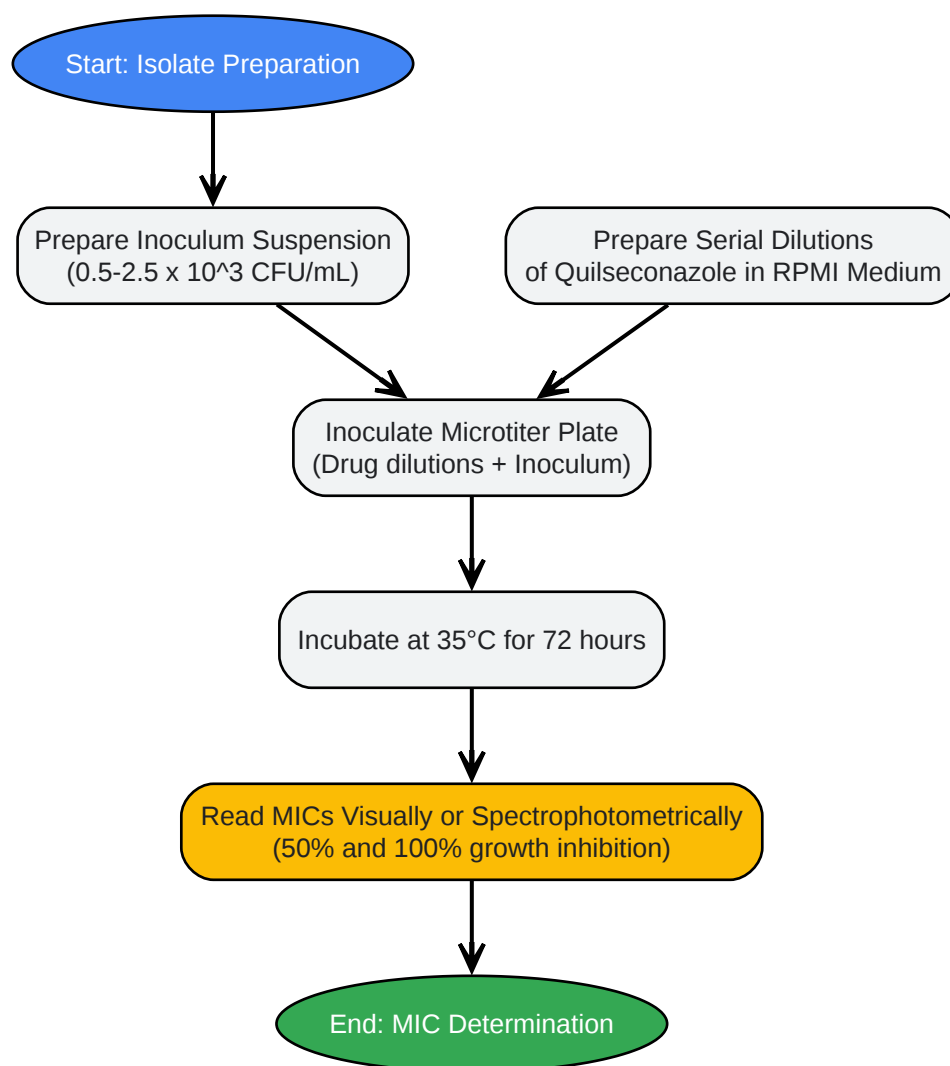 Start: Isolate Preparation
Prepare Inoculum Suspension
(0.5-2.5 x 10^3 CFU/mL)
Prepare Serial Dilutions
of Quilseconazole in RPMI Medium
Inoculate Microtiter Plate
(Drug dilutions + Inoculum)
Incubate at 35°C for 72 hours
Read MICs Visually or Spectrophotometrically
(50% and 100% growth inhibition)
End: MIC Determination